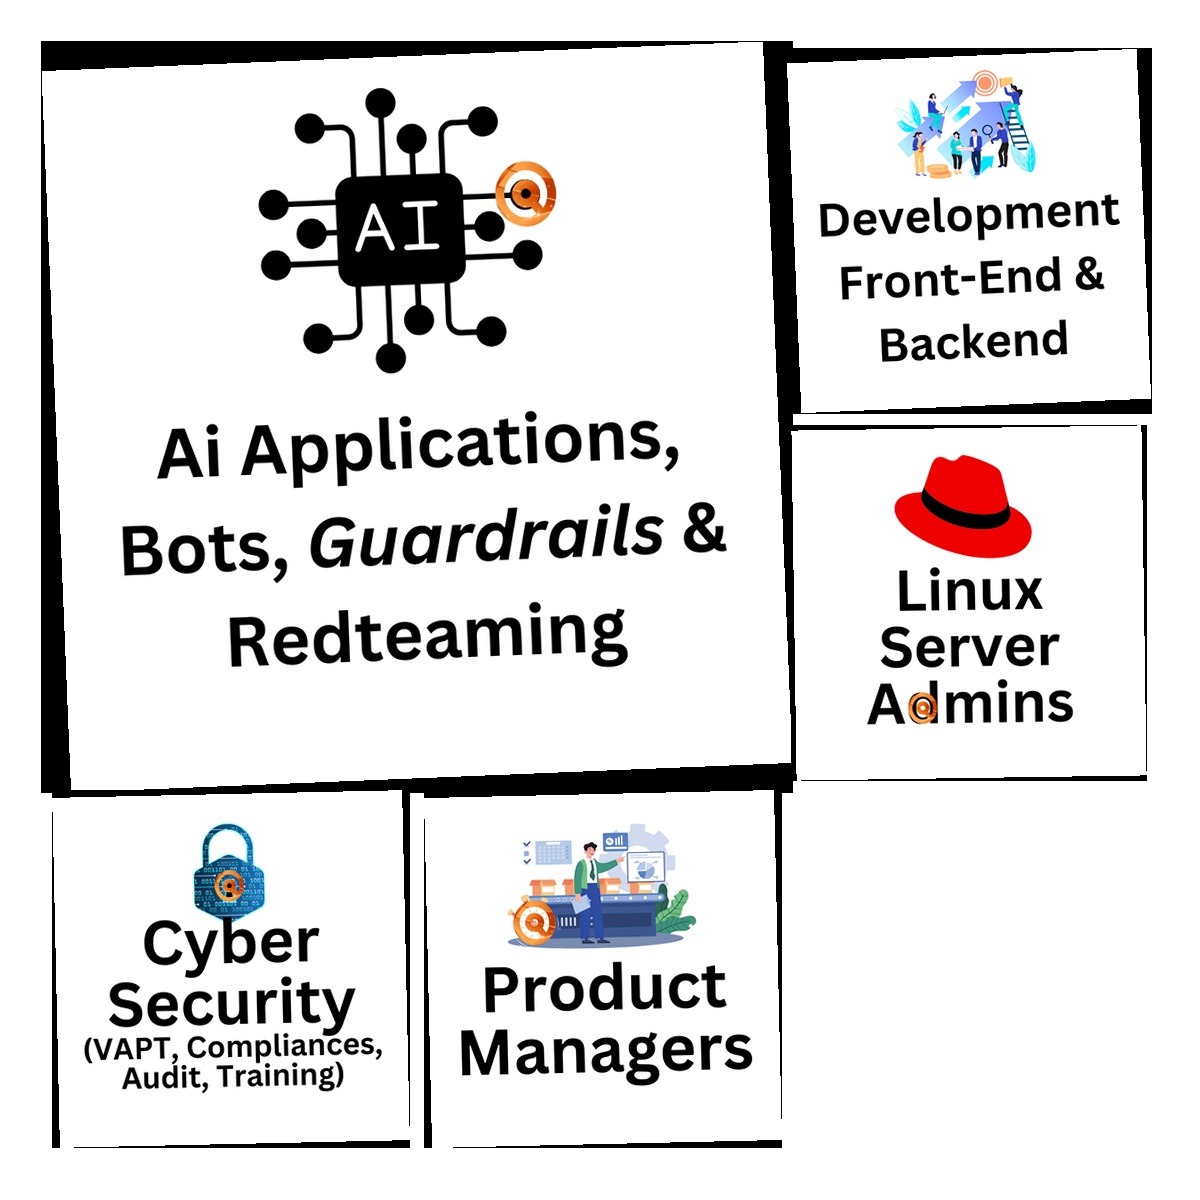 AI
Ai Applications,
Bots, Guardrails &
Redteaming
Development
Front-End &
Backend
Linux
Server
Admins
Cyber
Security
(VAPT, Compliances,
Audit, Training)
Product
Managers